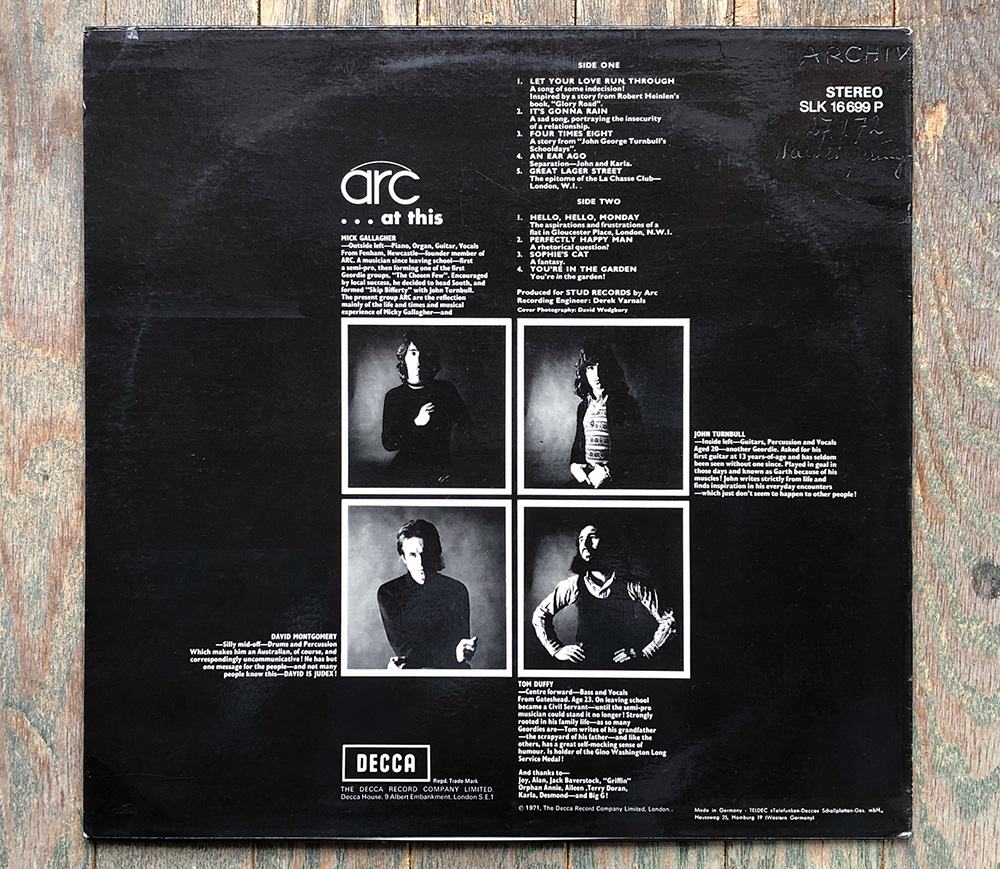 ARCHIV
STEREO
SLK 16 699 P
27/72
SIDE ONE
1. LET YOUR LOVE RUN THROUGH
A song of some indecision!
Inspired by a story from Robert Heinlen's
book, "Glory Road".
2. IT'S GONNA RAIN
A sad song, portraying the insecurity
of a relationship.
3. FOUR TIMES EIGHT
A story from "John George Turnbull's
Schooldays".
4. AN EAR AGO
Separation—John and Karla.
5. GREAT LAGER STREET
The epitome of the La Chasse Club—
London, W.I.
SIDE TWO
1. HELLO, HELLO, MONDAY
The aspirations and frustrations of a
flat in Gloucester Place, London, N.W.I.
2. PERFECTLY HAPPY MAN
A rhetorical question?
3. SOPHIE'S CAT
A fantasy.
4. YOU'RE IN THE GARDEN
You're in the garden!
Produced for STUD RECORDS by Arc
Recording Engineer: Derek Varnals
Cover Photography: David Wedgbury
arc
... at this
MICK GALLAGHER
—Outside left—Piano, Organ, Guitar, Vocals
From Fenham, Newcastle—founder member of
ARC. A musician since leaving school—first
a semi-pro, then forming one of the first
Geordie groups, "The Chosen Few". Encouraged
by local success, he decided to head South, and
formed "Skip Bifferty" with John Turnbull.
The present group ARC are the reflection
mainly of the life and times and musical
experience of Micky Gallagher—and
JOHN TURNBULL
—Inside left—Guitars, Percussion and Vocals
Aged 20—another Geordie. Asked for his
first guitar at 13 years-of-age and has seldom
been seen without one since. Played in goal in
those days and known as Garth because of his
muscles! John writes strictly from life and
finds inspiration in his everyday encounters
—which just don't seem to happen to other people!
DAVID MONTGOMERY
—Silly mid-off—Drums and Percussion
Which makes him an Australian, of course, and
correspondingly uncommunicative! He has but
one message for the people—and not many
people know this—DAVID IS JUDEX!
TOM DUFFY
—Centre forward—Bass and Vocals
From Gateshead. Age 23. On leaving school
became a Civil Servant—until the semi-pro
musician could stand it no longer! Strongly
rooted in his family life—as so many
Geordies are—Tom writes of his grandfather
—the scrapyard of his father—and like the
others, has a great self-mocking sense of
humour. Is holder of the Gino Washington Long
Service Medal!
And thanks to—
Joy, Alan, Jack Baverstock, "Griffin"
Orphan Annie, Aileen, Terry Doran,
Karla, Desmond—and Big G!
DECCA
Regd. Trade Mark
THE DECCA RECORD COMPANY LIMITED.
Decca House, 9 Albert Embankment, London S.E.1
© 1971, The Decca Record Company Limited, London.
Made in Germany · TELDEC »Telefunken-Decca« Schallplatten-Ges. mbH.,
Heussweg 25, Hamburg 19 (Western Germany)